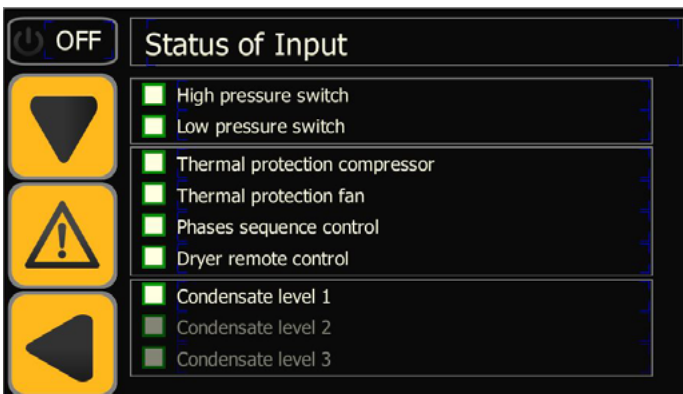 OFF
Status of Input
High pressure switch
Low pressure switch
Thermal protection compressor
Thermal protection fan
Phases sequence control
Dryer remote control
Condensate level 1
Condensate level 2
Condensate level 3